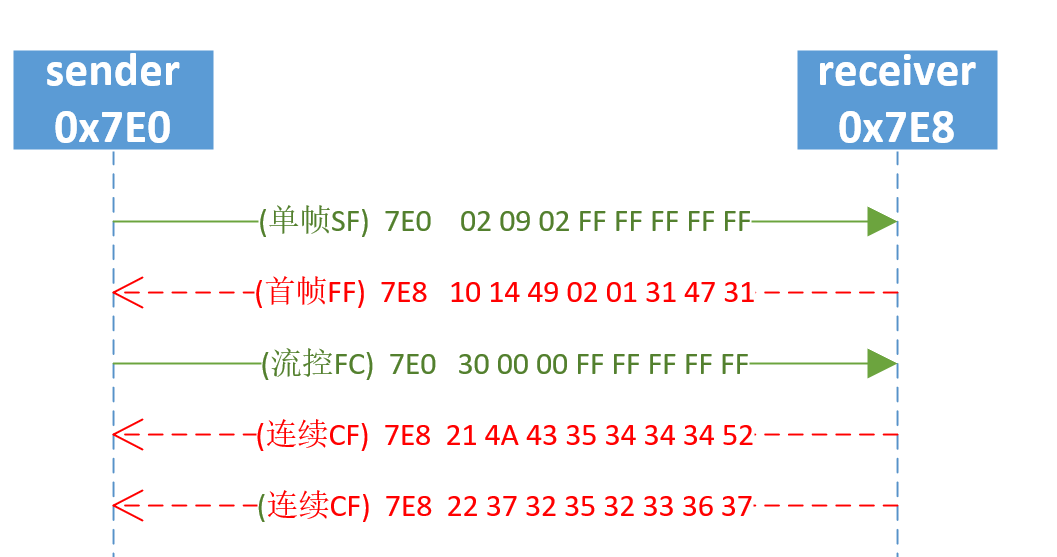 sender
0x7E0
receiver
0x7E8
(单帧SF) 7E0 02 09 02 FF FF FF FF FF
(首帧FF) 7E8 10 14 49 02 01 31 47 31
(流控FC) 7E0 30 00 00 FF FF FF FF FF
(连续CF) 7E8 21 4A 43 35 34 34 34 52
(连续CF) 7E8 22 37 32 35 32 33 36 37